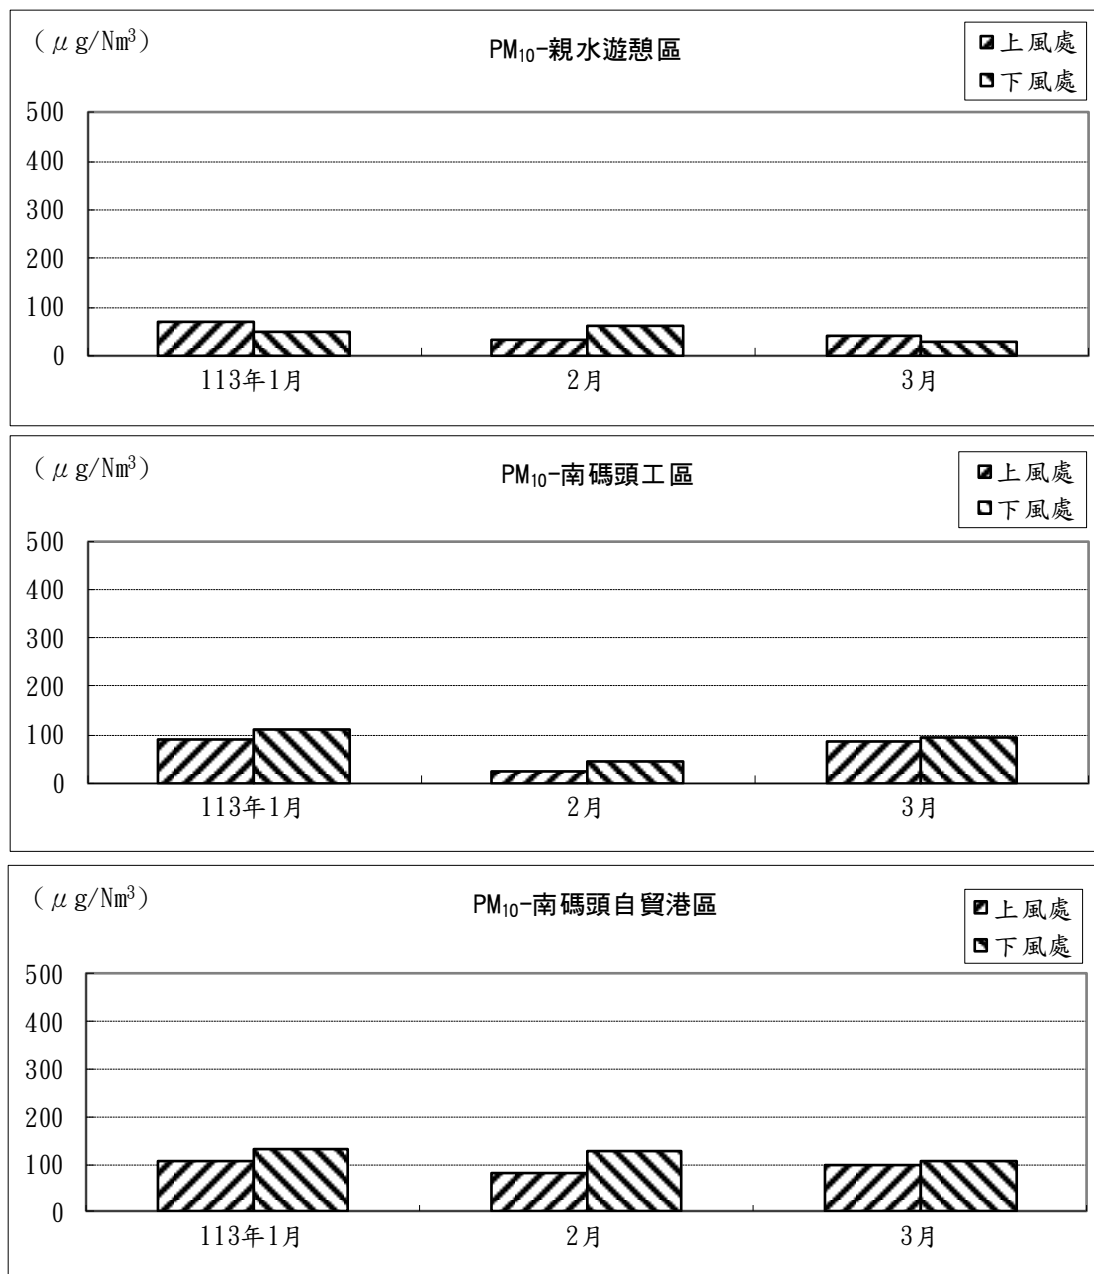 （μg/Nm³）
PM₁₀-親水遊憩區
上風處
下風處
500
400
300
200
100
0
113年1月 2月 3月
（μg/Nm³）
PM₁₀-南碼頭工區
上風處
下風處
500
400
300
200
100
0
113年1月 2月 3月
（μg/Nm³）
PM₁₀-南碼頭自貿港區
上風處
下風處
500
400
300
200
100
0
113年1月 2月 3月